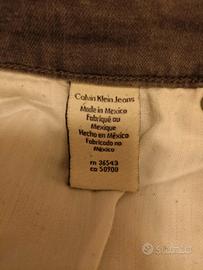 Calvin Klein Jeans
Made in Mexico
Fabriqué au
Mexique
Hecho en México
Fabricado no
México
rn 36543
ca 50900
subito